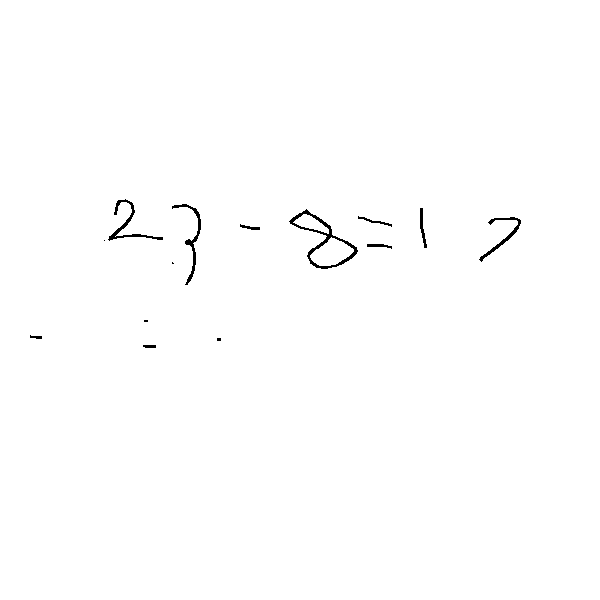 23 - 8 = 17
- = .